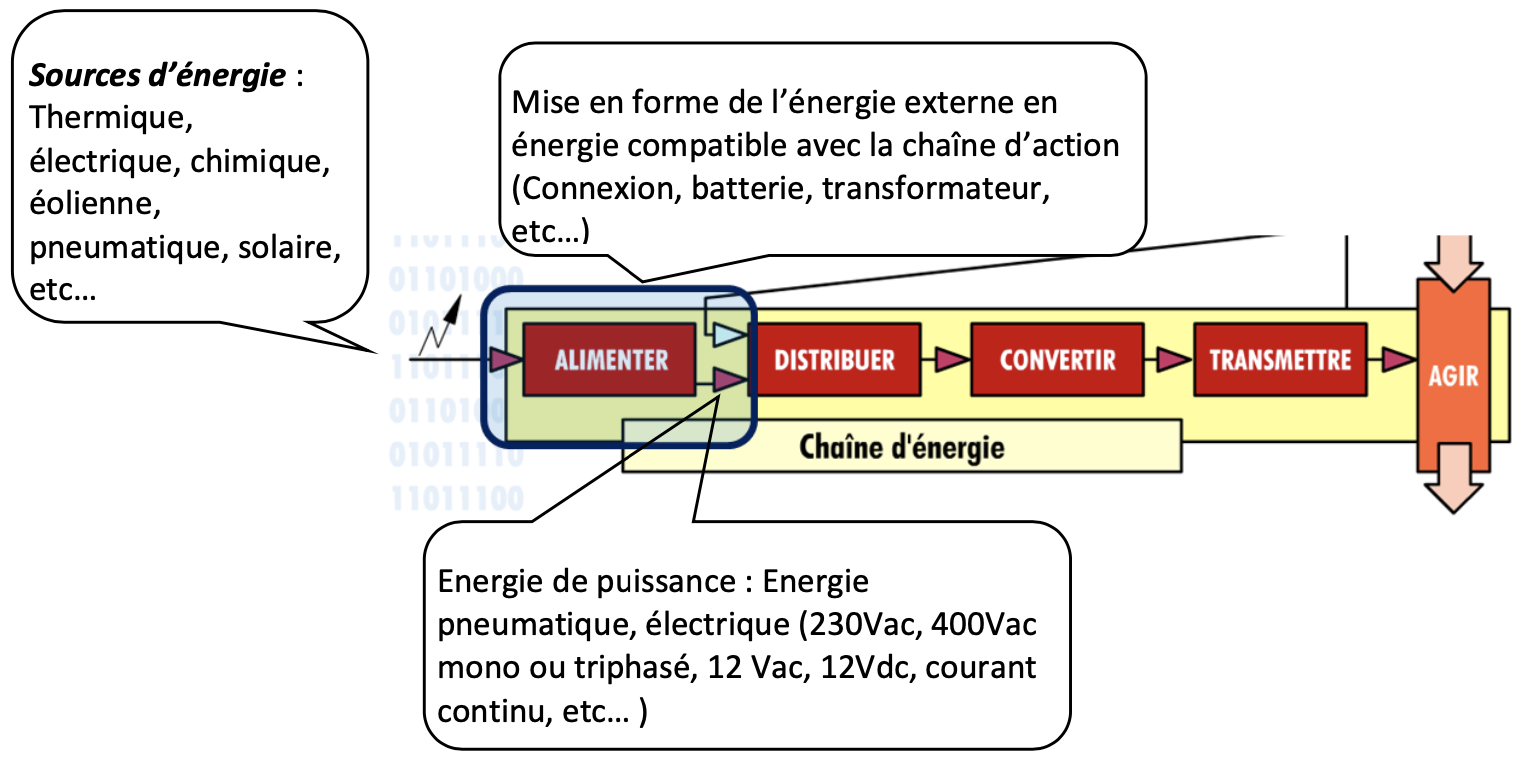 Sources d’énergie :
Thermique,
électrique, chimique,
éolienne,
pneumatique, solaire,
etc…
Mise en forme de l’énergie externe en
énergie compatible avec la chaîne d’action
(Connexion, batterie, transformateur,
etc…)
01101000
ALIMENTER
DISTRIBUER
CONVERTIR
TRANSMETTRE
AGIR
Chaîne d'énergie
01011110
11011100
Energie de puissance : Energie
pneumatique, électrique (230Vac, 400Vac
mono ou triphasé, 12 Vac, 12Vdc, courant
continu, etc… )